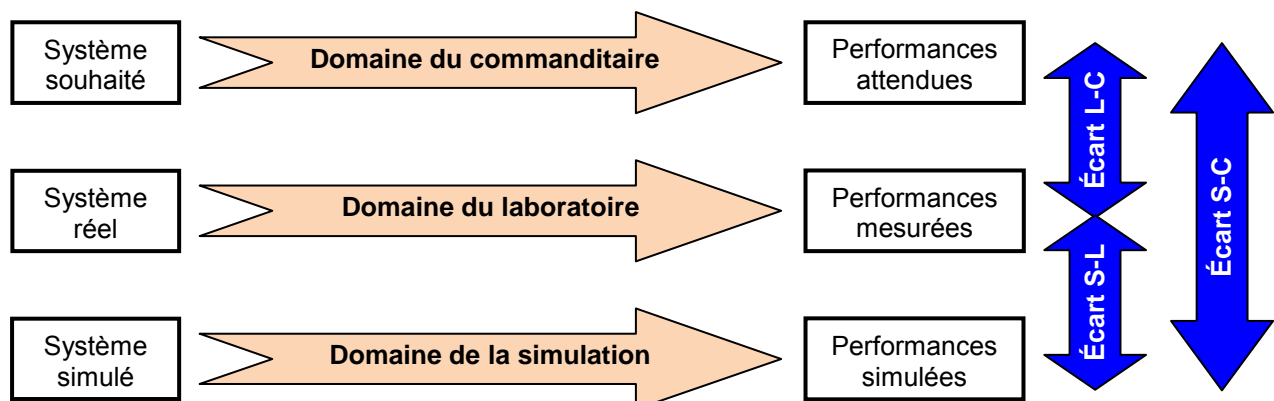 Système
souhaité
Domaine du commanditaire
Performances
attendues
Écart L-C
Écart S-C
Système
réel
Domaine du laboratoire
Performances
mesurées
Écart S-L
Système
simulé
Domaine de la simulation
Performances
simulées